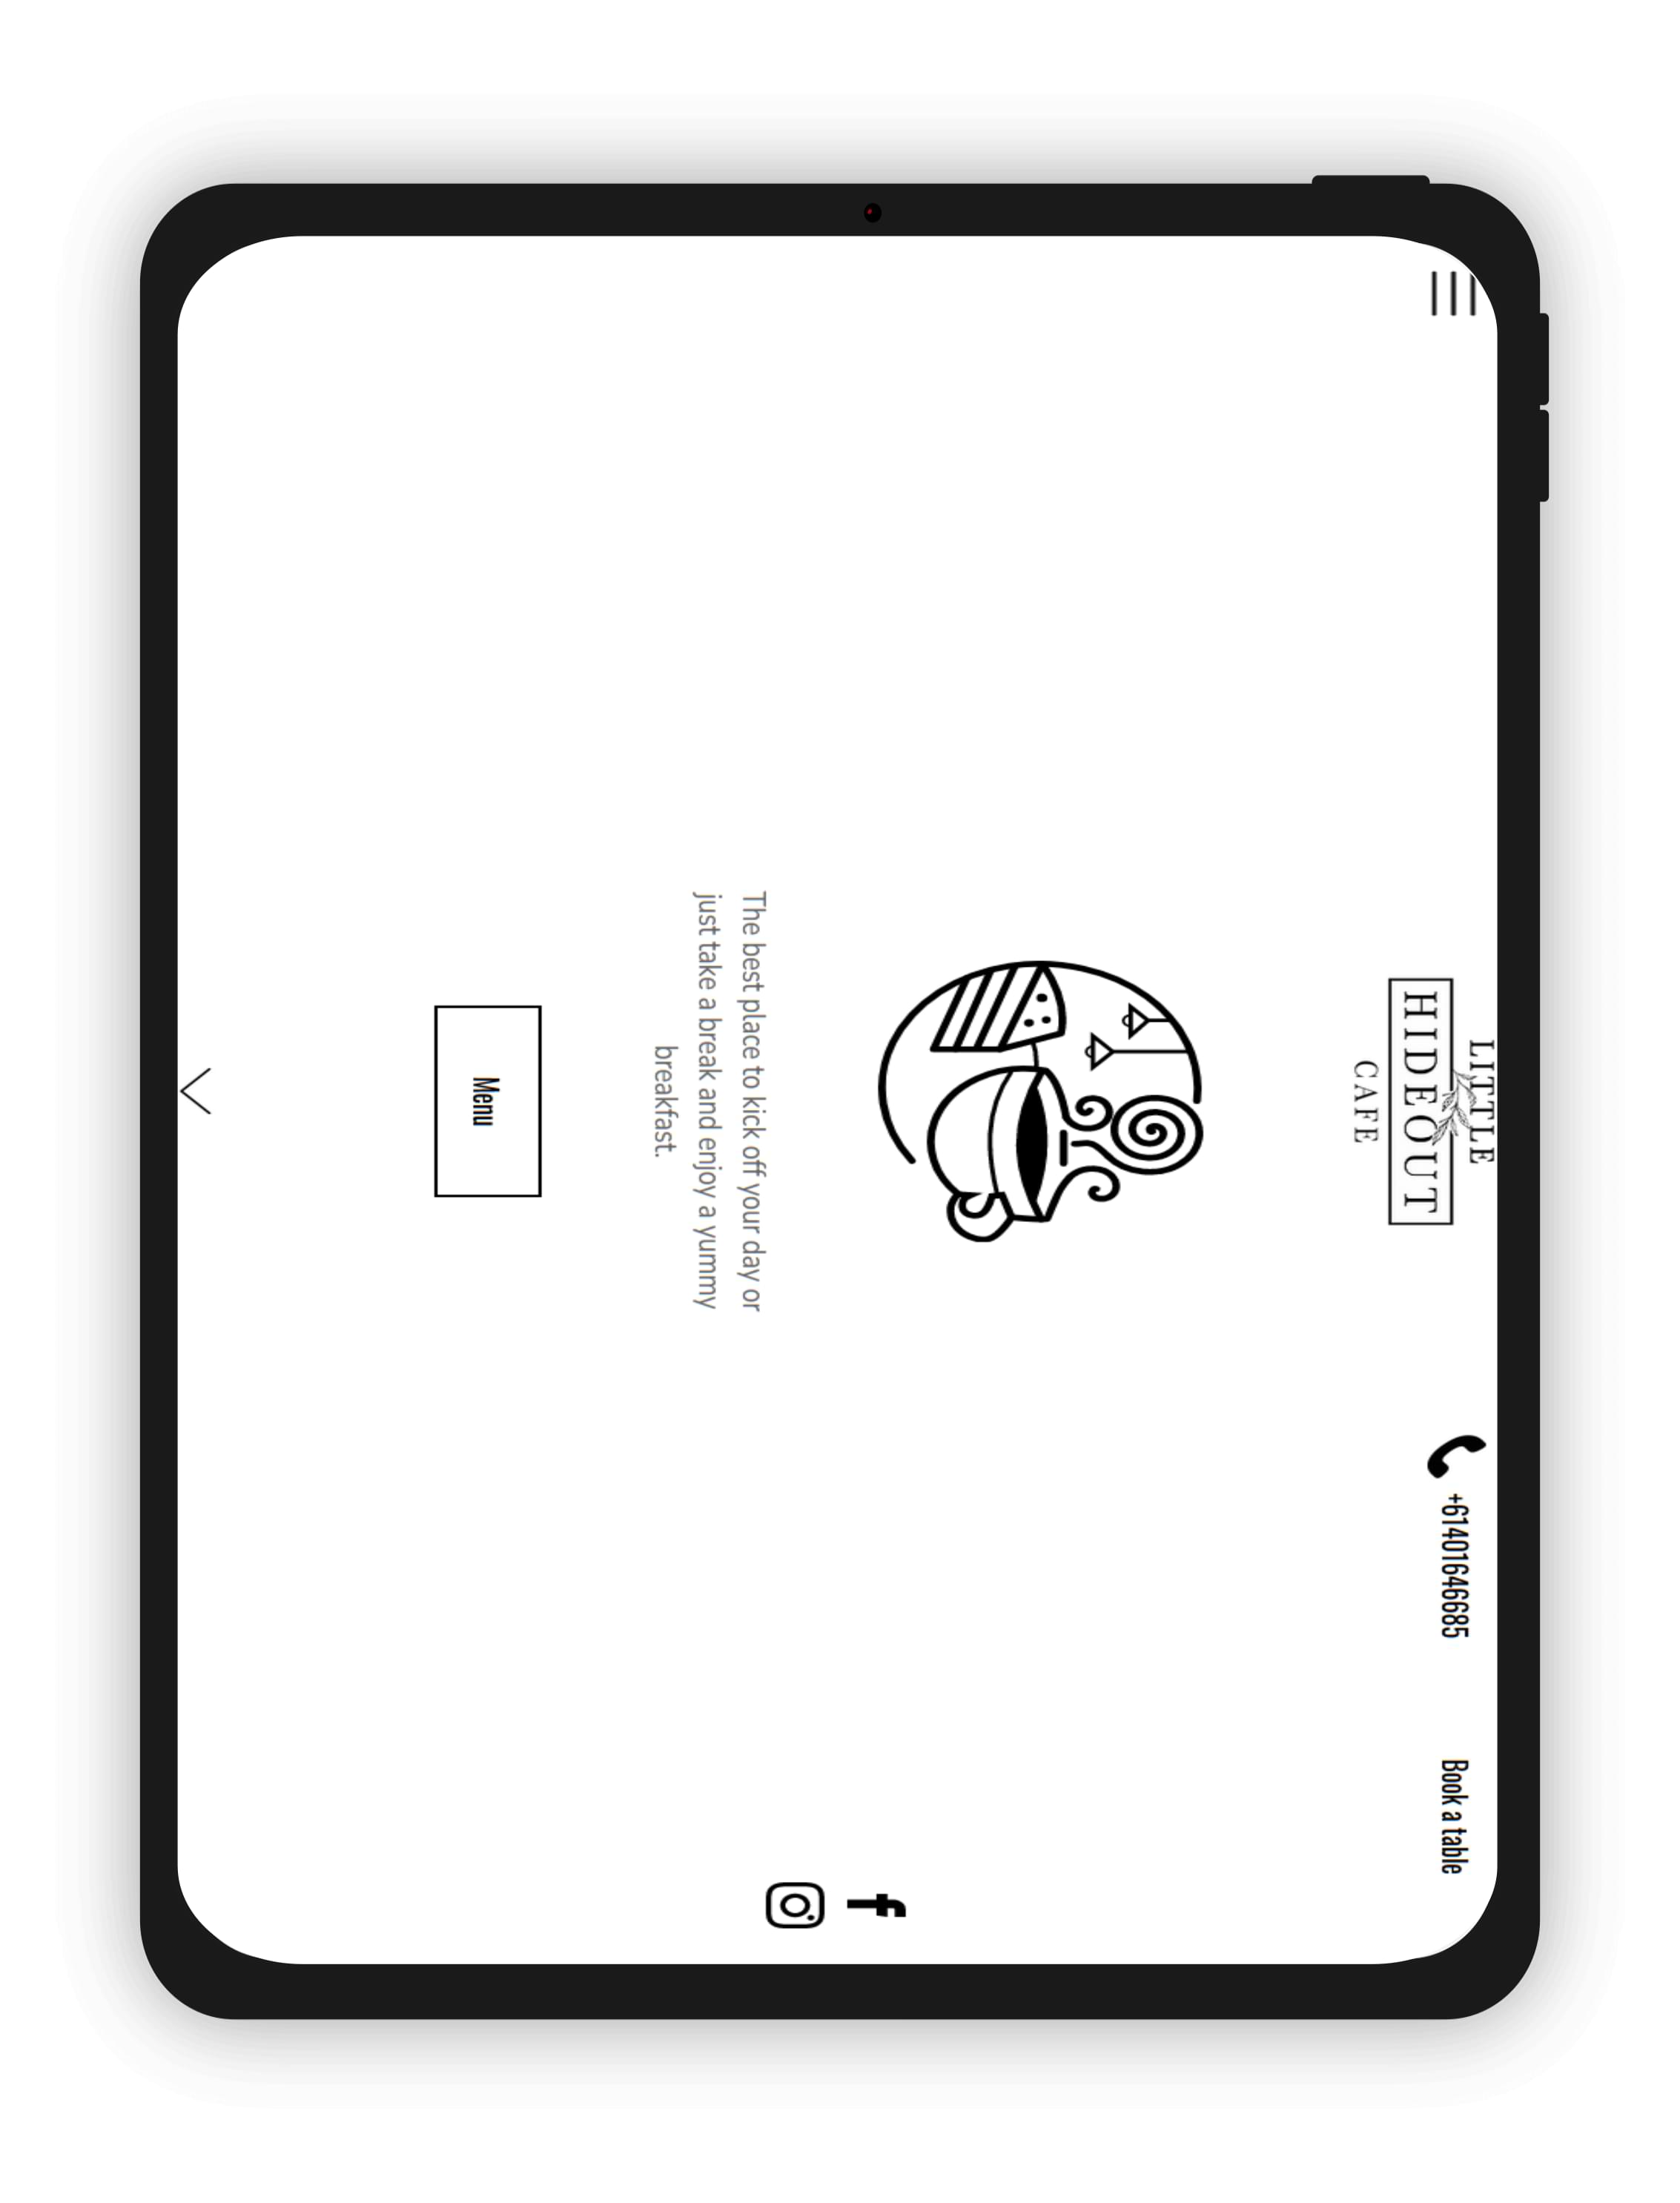 LITTLE
HIDEOUT
CAFE
+61401646685
Book a table
The best place to kick off your day or
just take a break and enjoy a yummy
breakfast.
Menu